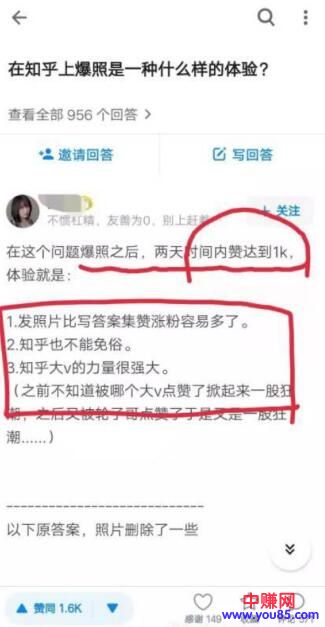 在知乎上爆照是一种什么样的体验？
查看全部 956 个回答 >
邀请回答
写回答
不惯杠精，友善为0，别上赶着
+ 关注
在这个问题爆照之后，两天时间内赞达到1k，
体验就是：
1.发照片比写答案集赞涨粉容易多了。
2.知乎也不能免俗。
3.知乎大v的力量很强大。
（之前不知道被哪个大v点赞了掀起来一股狂
潮，之后又被轮子哥点赞了于是又是一股狂
潮……）
----------------------------
以下原答案，照片删除了一些
赞同 1.6K
感谢 149
收藏
评论
中赚网
www.you85.com